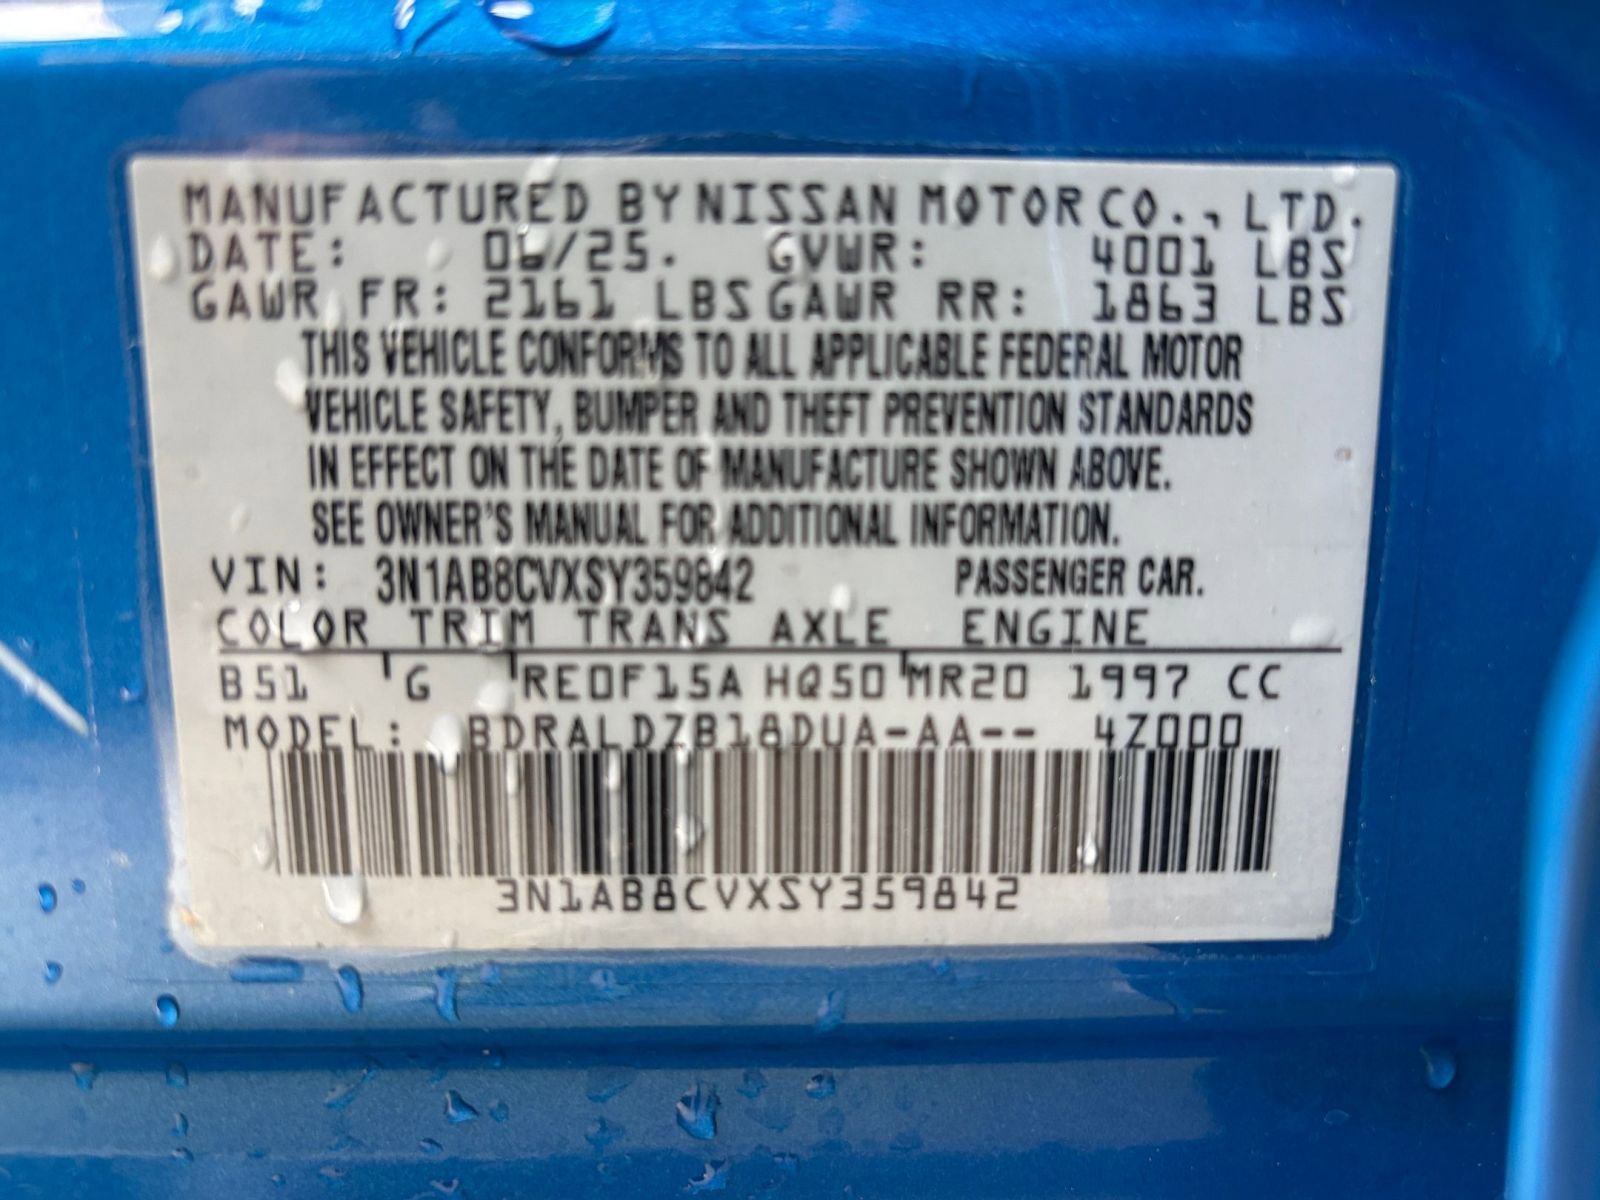 MANUFACTURED BY NISSAN MOTOR CO., LTD.
DATE: 06/25. GVWR: 4001 LBS
GAWR FR: 2161 LBS GAWR RR: 1863 LBS
THIS VEHICLE CONFORMS TO ALL APPLICABLE FEDERAL MOTOR
VEHICLE SAFETY, BUMPER AND THEFT PREVENTION STANDARDS
IN EFFECT ON THE DATE OF MANUFACTURE SHOWN ABOVE.
SEE OWNER'S MANUAL FOR ADDITIONAL INFORMATION.
VIN: 3N1AB8CVXSY359842 PASSENGER CAR.
COLOR TRIM TRANS AXLE ENGINE
B51 G RE0F15A HQ50 MR20 1997 CC
MODEL: BDRALDZB18DUA-AA-- 4Z000
3N1AB8CVXSY359842